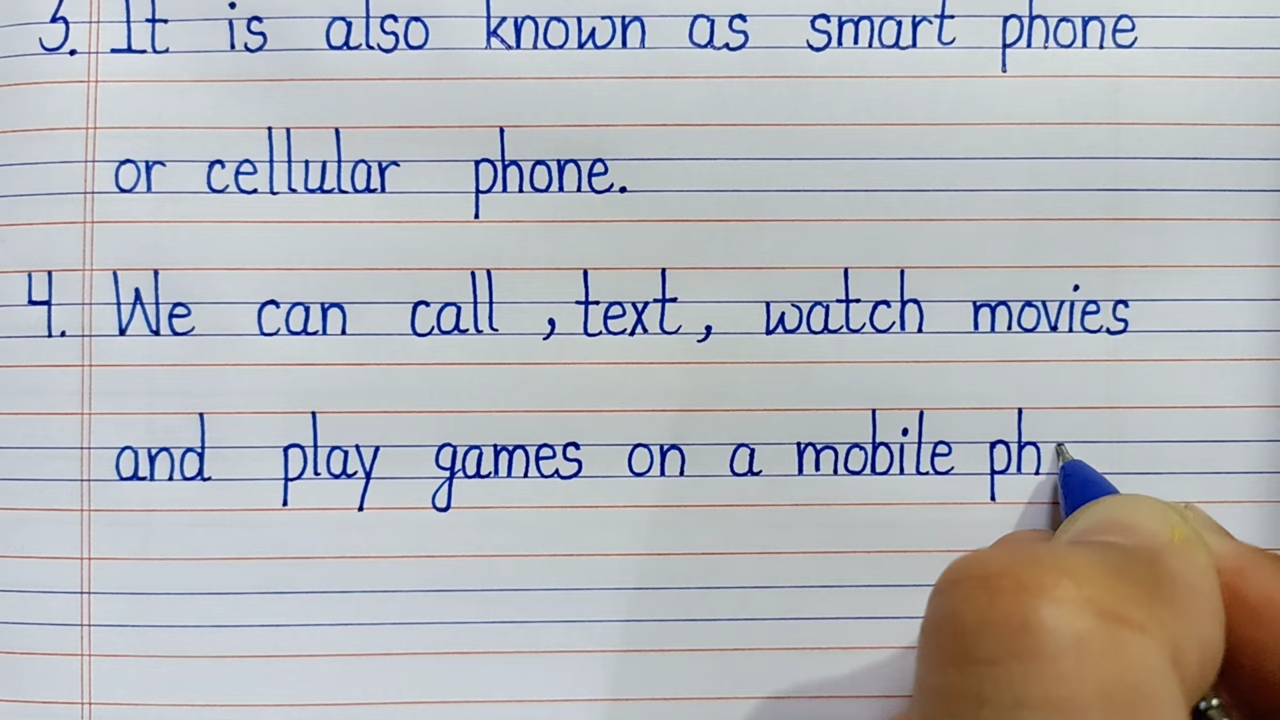 3. It is also known as smart phone
or cellular phone.
4. We can call , text, watch movies
and play games on a mobile ph